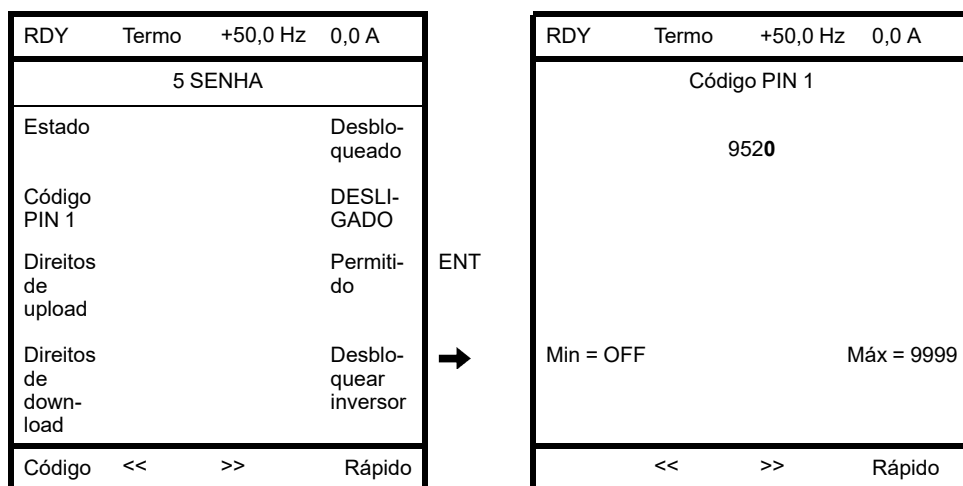 RDY Termo +50,0 Hz 0,0 A
5 SENHA
Estado Desblo-
queado
Código DESLI-
PIN 1 GADO
Direitos Permiti-
de do
upload
Direitos Desblo-
de quear
down- inversor
load
Código << >> Rápido
ENT
RDY Termo +50,0 Hz 0,0 A
Código PIN 1
9520
Min = OFF Máx = 9999
<< >> Rápido